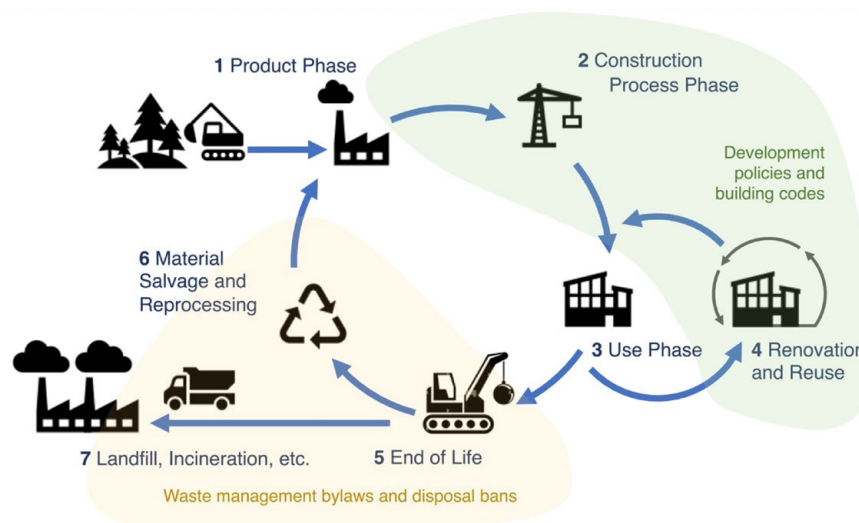 1 Product Phase
2 Construction
Process Phase
Development
policies and
building codes
3 Use Phase
4 Renovation
and Reuse
5 End of Life
6 Material
Salvage and
Reprocessing
7 Landfill, Incineration, etc.
Waste management bylaws and disposal bans